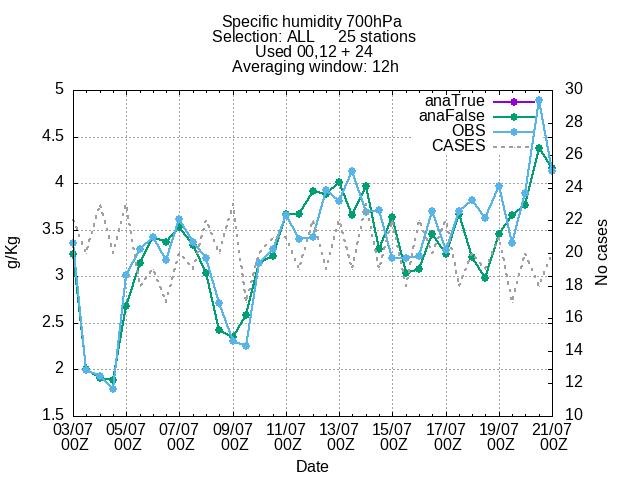 Specific humidity 700hPa
Selection: ALL 25 stations
Used 00,12 + 24
Averaging window: 12h
anaTrue
anaFalse
OBS
CASES
g/Kg
5
4.5
4
3.5
3
2.5
2
1.5
30
28
26
24
22
20
18
16
14
12
10
No cases
03/07 05/07 07/07 09/07 11/07 13/07 15/07 17/07 19/07 21/07
00Z 00Z 00Z 00Z 00Z 00Z 00Z 00Z 00Z 00Z
Date